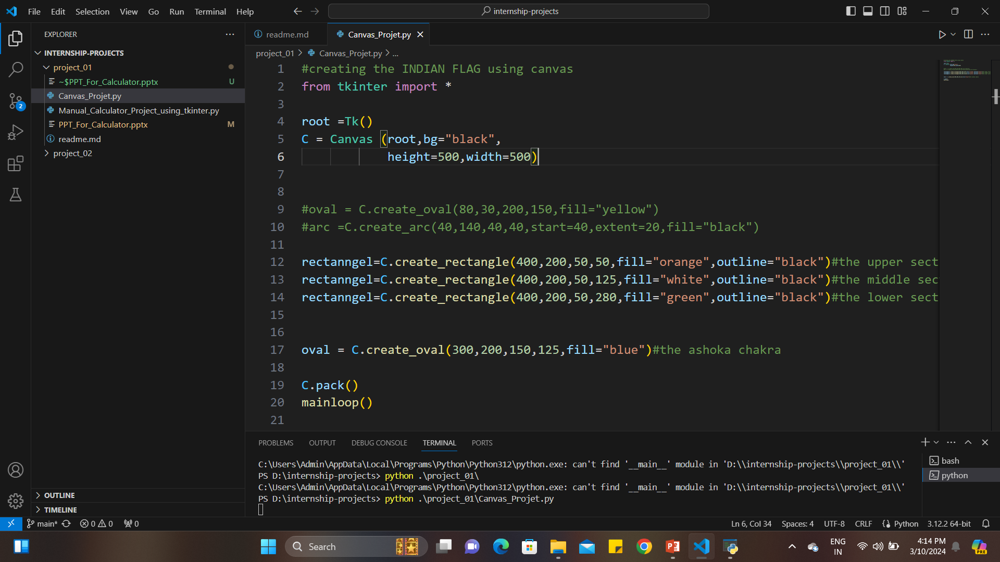 File Edit Selection View Go Run Terminal Help
internship-projects
EXPLORER
INTERNSHIP-PROJECTS
project_01
~$PPT_For_Calculator.pptx U
Canvas_Projet.py
Manual_Calculator_Project_using_tkinter.py
PPT_For_Calculator.pptx M
readme.md
project_02
2
OUTLINE
TIMELINE
readme.md
Canvas_Projet.py
project_01 > Canvas_Projet.py > ...
1 #creating the INDIAN FLAG using canvas
2 from tkinter import *
3
4 root =Tk()
5 C = Canvas (root,bg="black",
6 height=500,width=500)
7
8
9 #oval = C.create_oval(80,30,200,150,fill="yellow")
10 #arc =C.create_arc(40,140,40,40,start=40,extent=20,fill="black")
11
12 rectanngel=C.create_rectangle(400,200,50,50,fill="orange",outline="black")#the upper sect
13 rectanngel=C.create_rectangle(400,200,50,125,fill="white",outline="black")#the middle sec
14 rectanngel=C.create_rectangle(400,200,50,280,fill="green",outline="black")#the lower sect
15
16
17 oval = C.create_oval(300,200,150,125,fill="blue")#the ashoka chakra
18
19 C.pack()
20 mainloop()
21
PROBLEMS OUTPUT DEBUG CONSOLE TERMINAL PORTS
C:\Users\Admin\AppData\Local\Programs\Python\Python312\python.exe: can't find '__main__' module in 'D:\\internship-projects\\project_01\\'
PS D:\internship-projects> python .\project_01\
C:\Users\Admin\AppData\Local\Programs\Python\Python312\python.exe: can't find '__main__' module in 'D:\\internship-projects\\project_01\\'
PS D:\internship-projects> python .\project_01\Canvas_Projet.py
bash
python
main* 0 0 0
Ln 6, Col 34 Spaces: 4 UTF-8 CRLF Python 3.12.2 64-bit
Search
ENG
IN
4:14 PM
3/10/2024
PRE